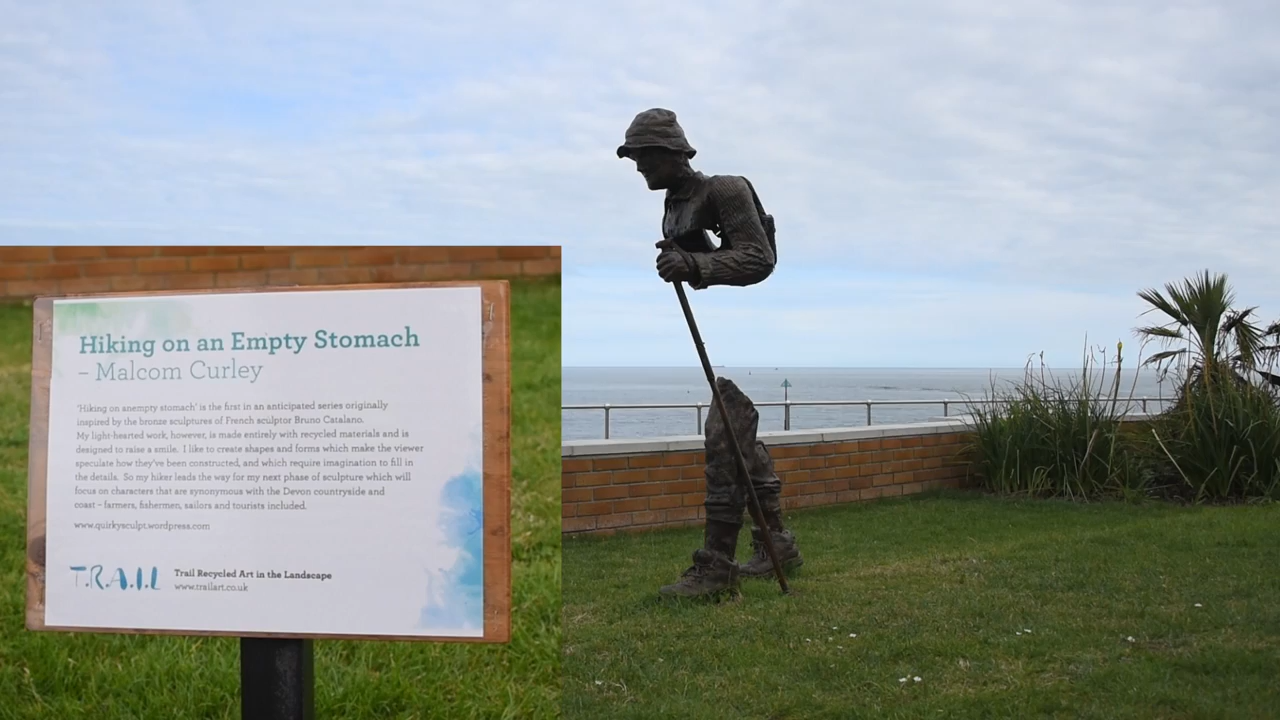 Hiking on an Empty Stomach
– Malcom Curley
'Hiking on anempty stomach' is the first in an anticipated series originally
inspired by the bronze sculptures of French sculptor Bruno Catalano.
My light-hearted work, however, is made entirely with recycled materials and is
designed to raise a smile. I like to create shapes and forms which make the viewer
speculate how they've been constructed, and which require imagination to fill in
the details. So my hiker leads the way for my next phase of sculpture which will
focus on characters that are synonymous with the Devon countryside and
coast – farmers, fishermen, sailors and tourists included.
www.quirkysculpt.wordpress.com
T.R.A.I.L
Trail Recycled Art in the Landscape
www.trailart.co.uk